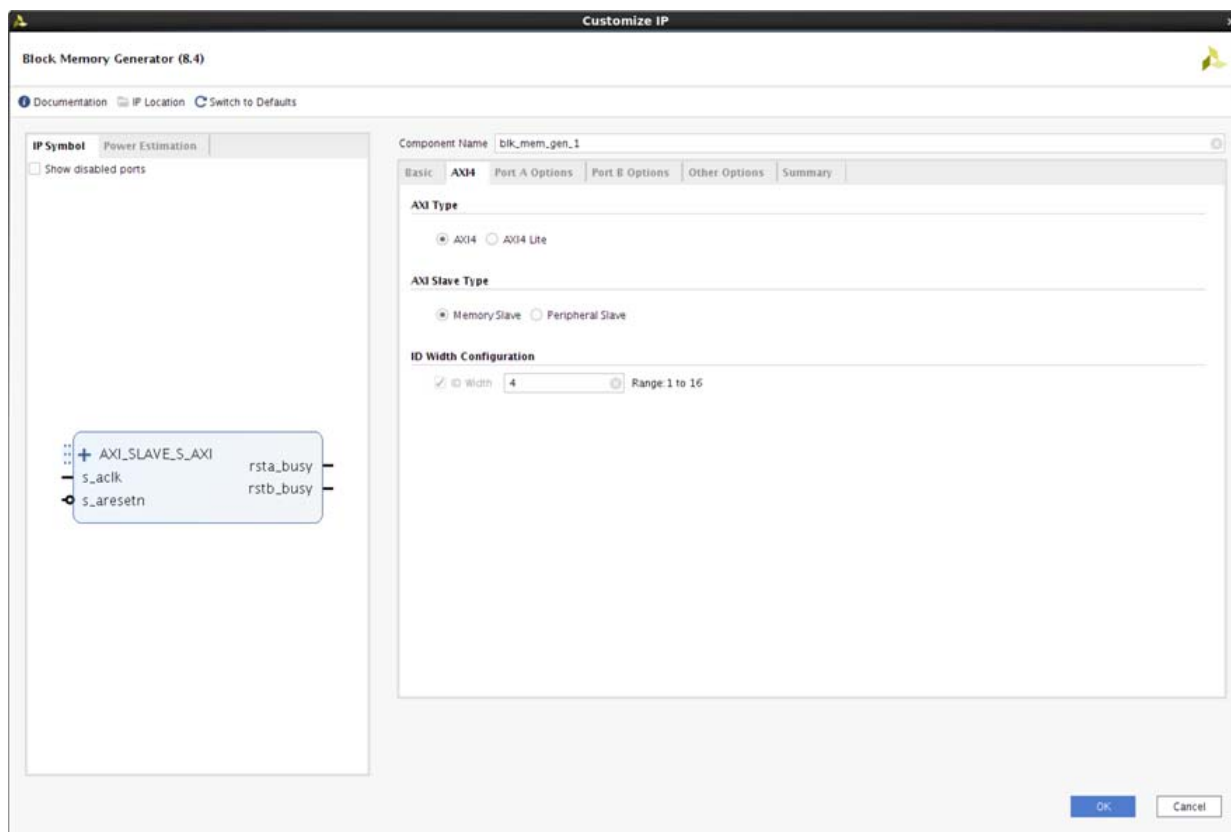 Customize IP
Block Memory Generator (8.4)
Documentation IP Location Switch to Defaults
IP Symbol Power Estimation
Show disabled ports
AXI_SLAVE_S_AXI
s_aclk
s_aresetn
rsta_busy
rstb_busy
Component Name blk_mem_gen_1
Basic AXI4 Port A Options Port B Options Other Options Summary
AXI Type
AXI4 AXI4 Lite
AXI Slave Type
Memory Slave Peripheral Slave
ID Width Configuration
ID Width 4 Range: 1 to 16
OK Cancel